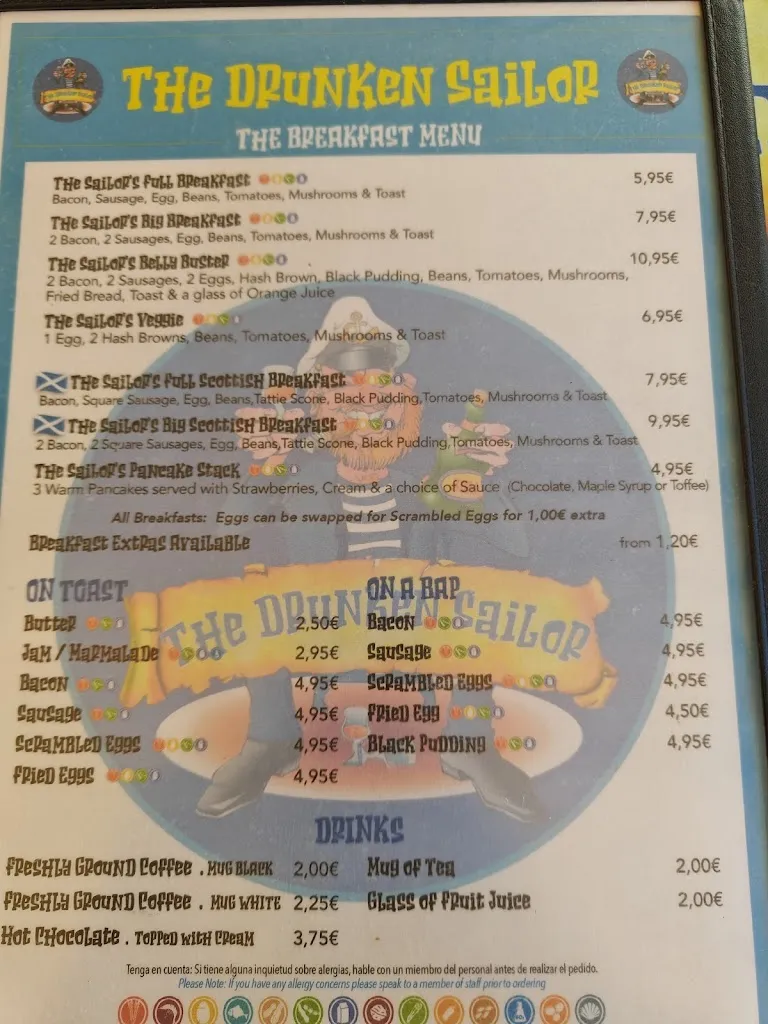 THE DRUNKEN SAILOR
THE BREAKFAST MENU
THE SAILOR'S FULL BREAKFAST 5,95€
Bacon, Sausage, Egg, Beans, Tomatoes, Mushrooms & Toast
THE SAILOR'S BIG BREAKFAST 7,95€
2 Bacon, 2 Sausages, Egg, Beans, Tomatoes, Mushrooms & Toast
THE SAILOR'S BELLY BUSTER 10,95€
2 Bacon, 2 Sausages, 2 Eggs, Hash Brown, Black Pudding, Beans, Tomatoes, Mushrooms,
Fried Bread, Toast & a glass of Orange Juice
THE SAILOR'S VEGGIE 6,95€
1 Egg, 2 Hash Browns, Beans, Tomatoes, Mushrooms & Toast
THE SAILOR'S FULL SCOTTISH BREAKFAST 7,95€
Bacon, Square Sausage, Egg, Beans,Tattie Scone, Black Pudding,Tomatoes, Mushrooms & Toast
THE SAILOR'S BIG SCOTTISH BREAKFAST 9,95€
2 Bacon, 2 Square Sausages, Egg, Beans,Tattie Scone, Black Pudding,Tomatoes, Mushrooms & Toast
THE SAILOR'S PANCAKE STACK 4,95€
3 Warm Pancakes served with Strawberries, Cream & a choice of Sauce (Chocolate, Maple Syrup or Toffee)
All Breakfasts: Eggs can be swapped for Scrambled Eggs for 1,00€ extra
BREAKFAST EXTRAS AVAILABLE from 1,20€
ON TOAST
BUTTER 2,50€
JAM / MARMALADE 2,95€
BACON 4,95€
SAUSAGE 4,95€
SCRAMBLED EGGS 4,95€
FRIED EGGS 4,95€
ON A BAP
BACON 4,95€
SAUSAGE 4,95€
SCRAMBLED EGGS 4,95€
FRIED EGG 4,50€
BLACK PUDDING 4,95€
THE DRUNKEN SAILOR
DRINKS
FRESHLY GROUND COFFEE . MUG BLACK 2,00€
FRESHLY GROUND COFFEE . MUG WHITE 2,25€
HOT CHOCOLATE . TOPPED WITH CREAM 3,75€
MUG OF TEA 2,00€
GLASS OF FRUIT JUICE 2,00€
Tenga en cuenta: Si tiene alguna inquietud sobre alergias, hable con un miembro del personal antes de realizar el pedido.
Please Note: If you have any allergy concerns please speak to a member of staff prior to ordering